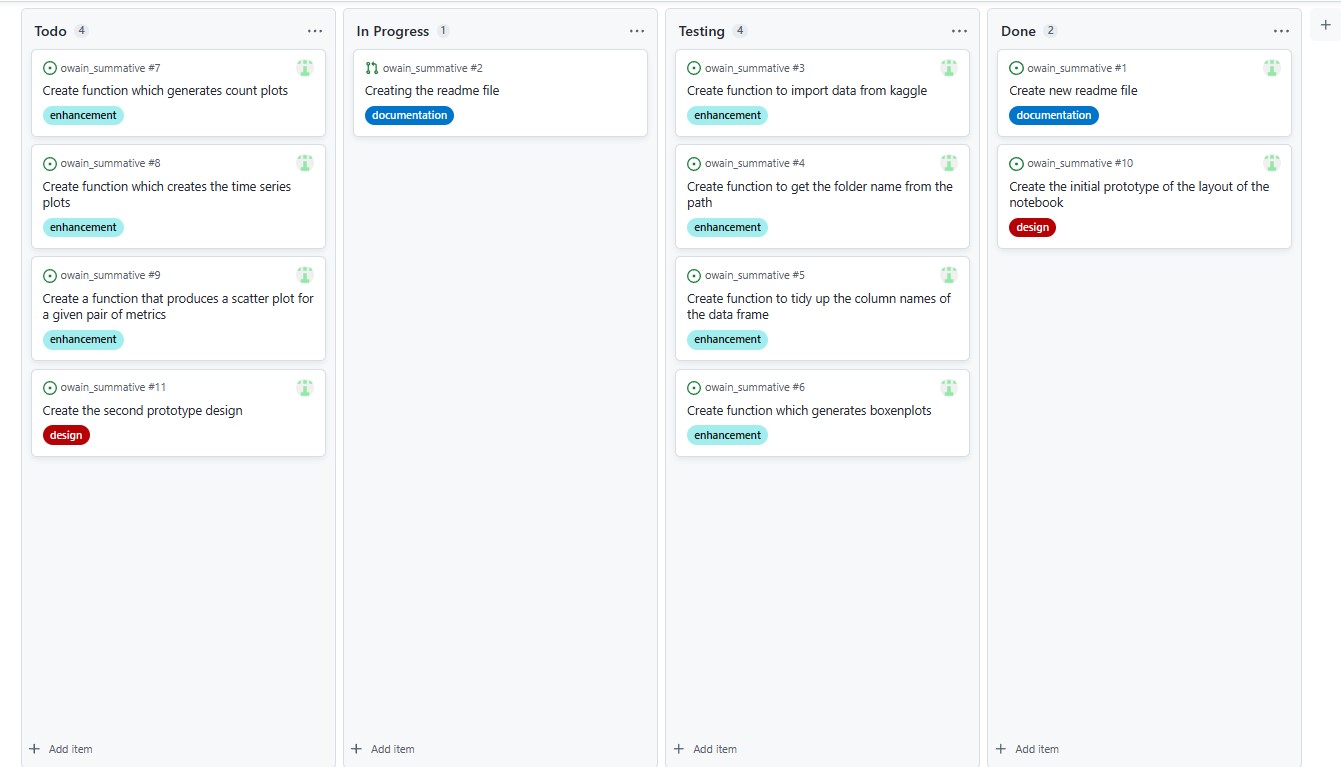 Todo 4
owain_summative #7
Create function which generates count plots
enhancement
owain_summative #8
Create function which creates the time series
plots
enhancement
owain_summative #9
Create a function that produces a scatter plot for
a given pair of metrics
enhancement
owain_summative #11
Create the second prototype design
design
Add item
In Progress 1
owain_summative #2
Creating the readme file
documentation
Add item
Testing 4
owain_summative #3
Create function to import data from kaggle
enhancement
owain_summative #4
Create function to get the folder name from the
path
enhancement
owain_summative #5
Create function to tidy up the column names of
the data frame
enhancement
owain_summative #6
Create function which generates boxenplots
enhancement
Add item
Done 2
owain_summative #1
Create new readme file
documentation
owain_summative #10
Create the initial prototype of the layout of the
notebook
design
Add item